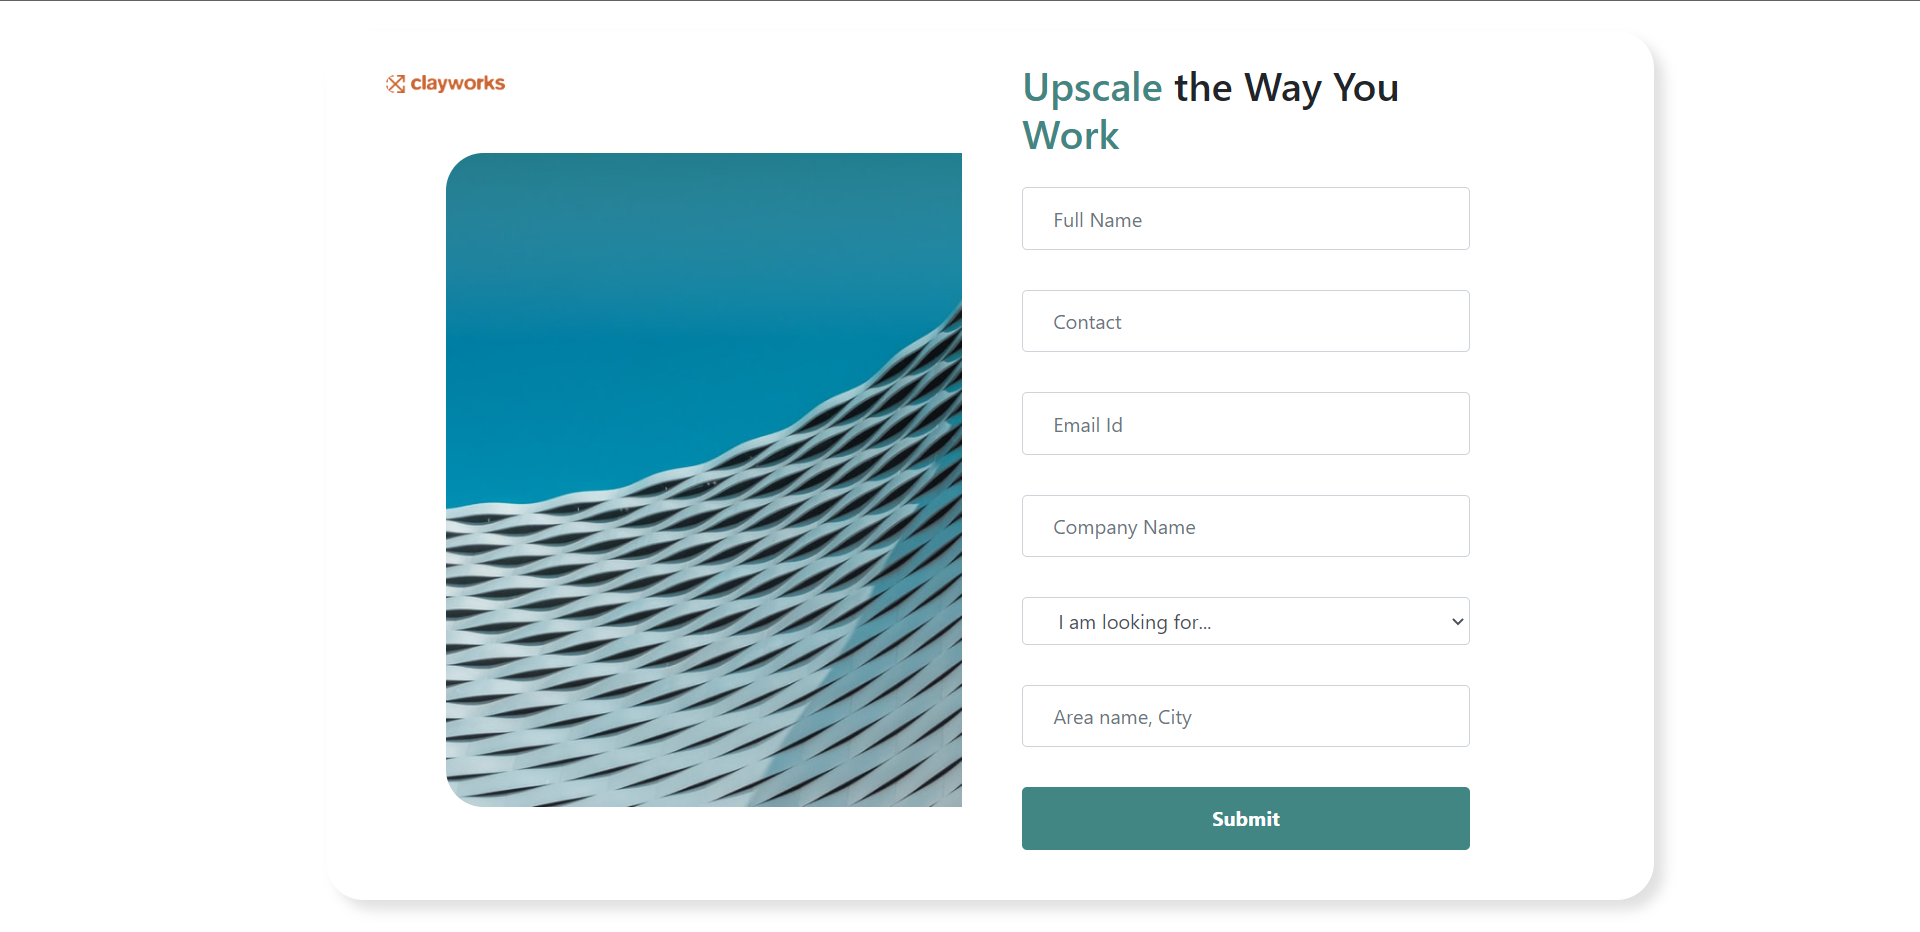 clayworks
Upscale the Way You
Work
Full Name
Contact
Email Id
Company Name
I am looking for...
Area name, City
Submit